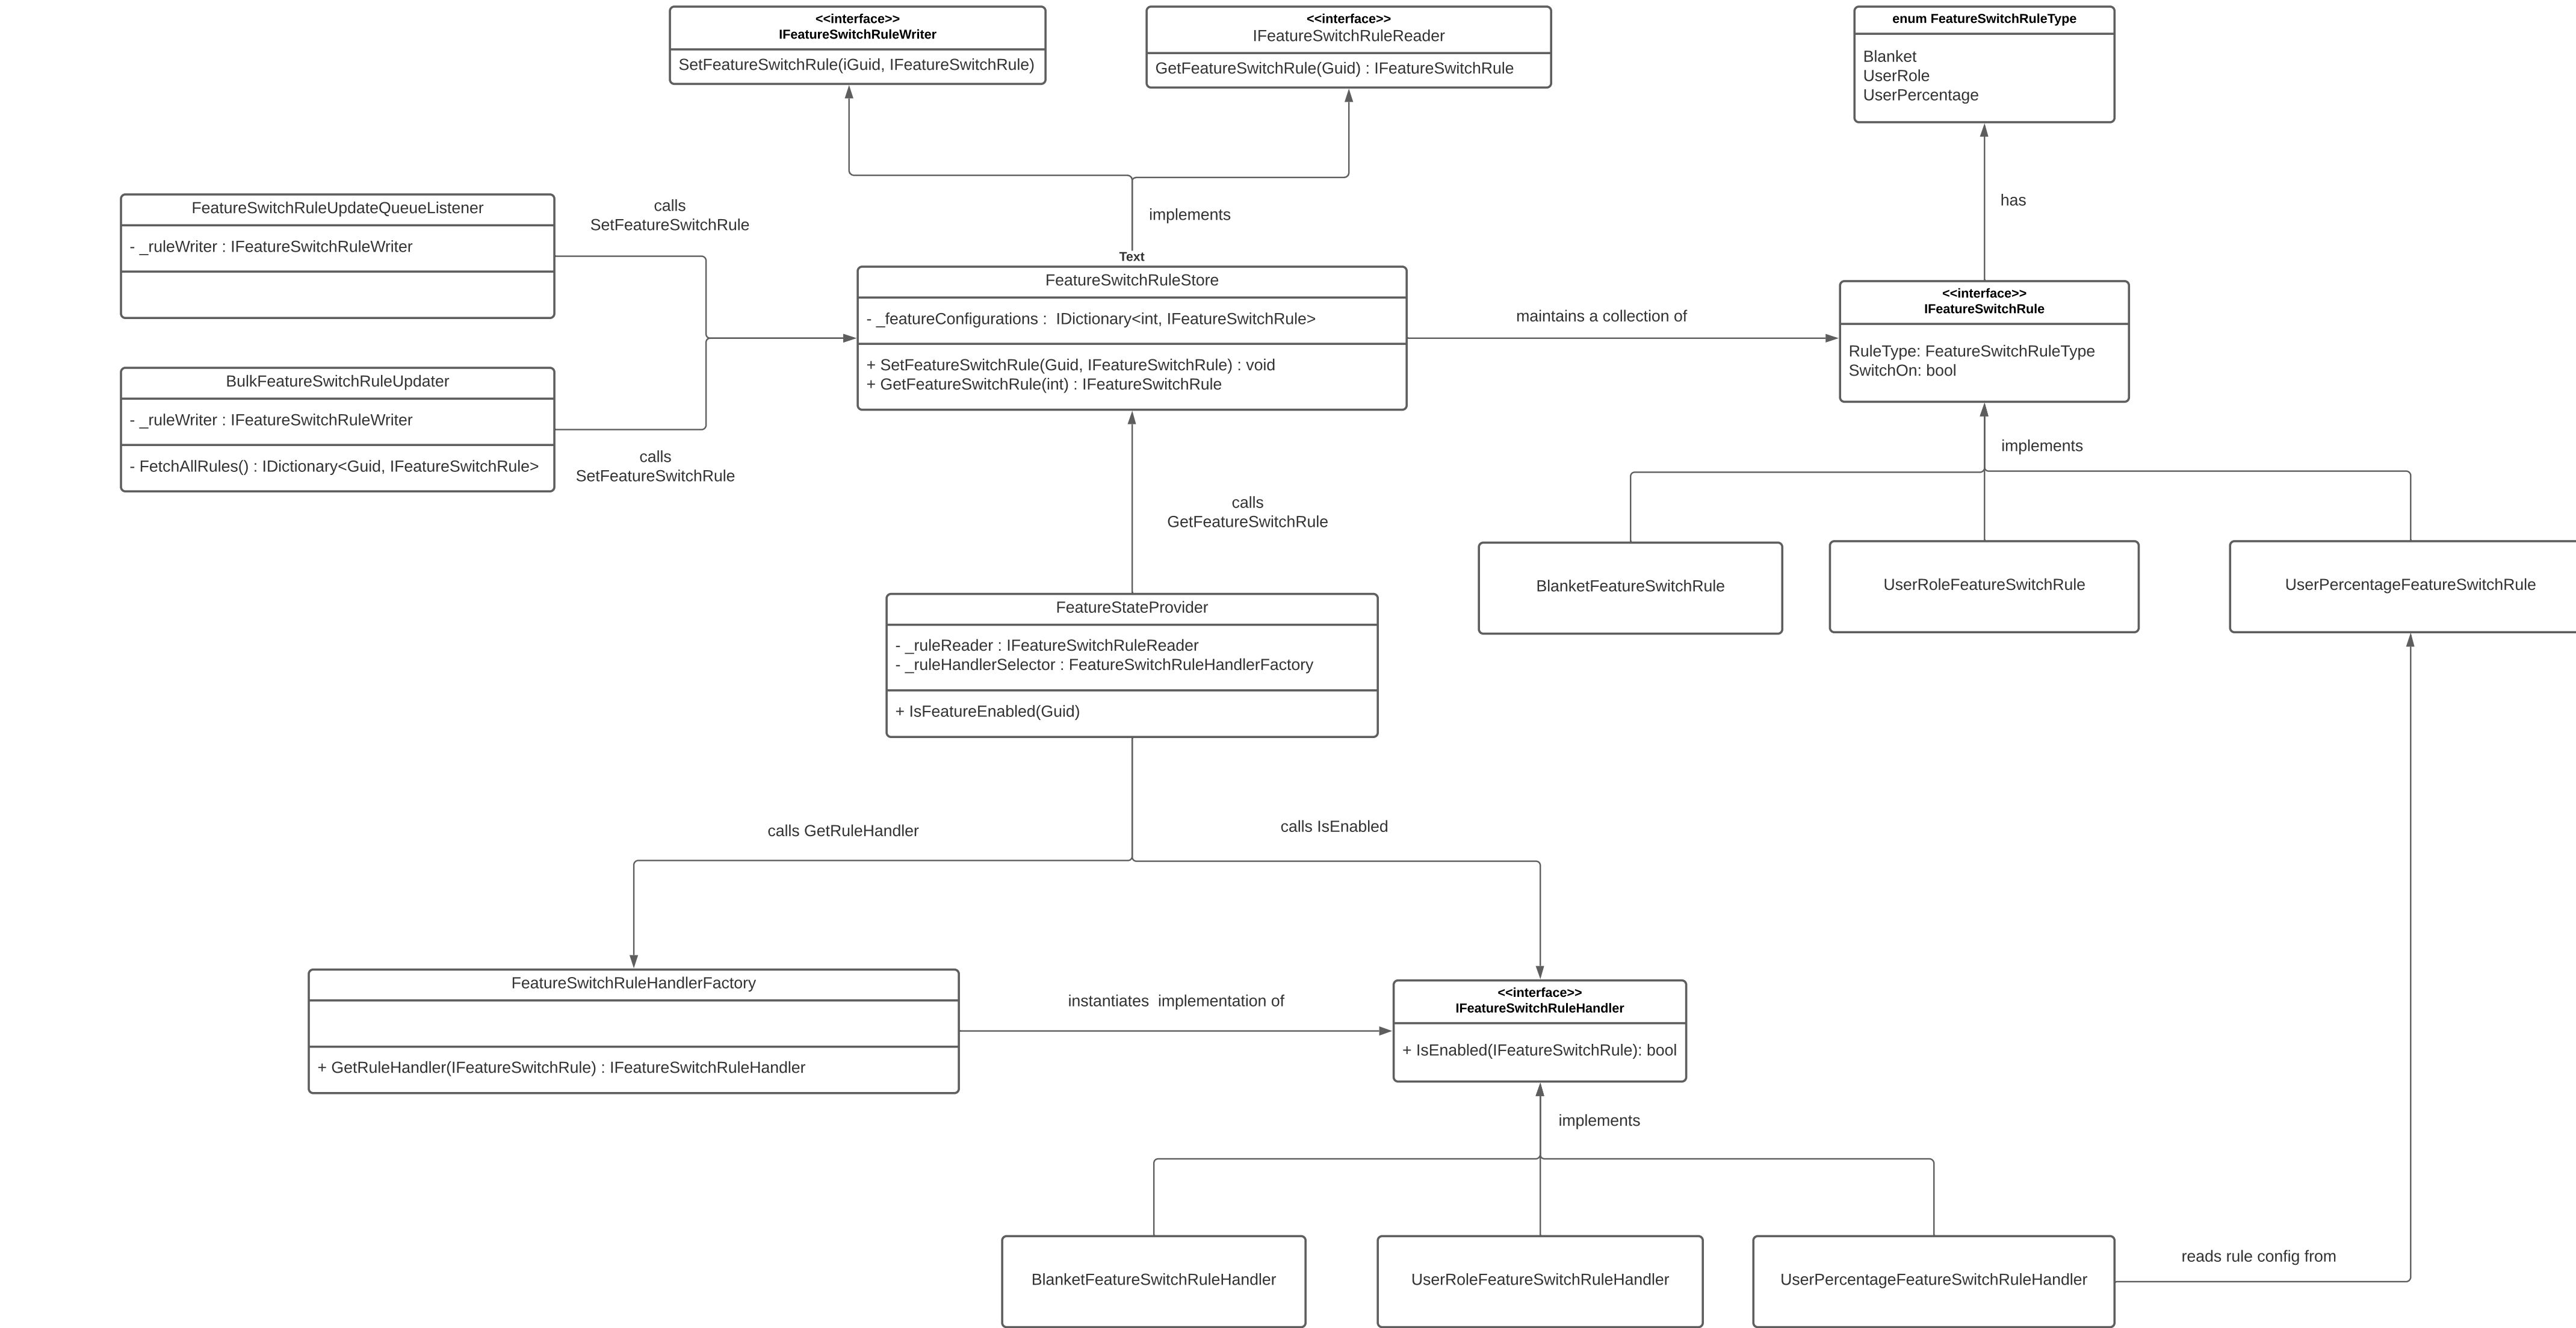 <<interface>>
IFeatureSwitchRuleWriter
SetFeatureSwitchRule(iGuid, IFeatureSwitchRule)
<<interface>>
IFeatureSwitchRuleReader
GetFeatureSwitchRule(Guid) : IFeatureSwitchRule
enum FeatureSwitchRuleType
Blanket
UserRole
UserPercentage
has
implements
Text
FeatureSwitchRuleUpdateQueueListener
- _ruleWriter : IFeatureSwitchRuleWriter
calls
SetFeatureSwitchRule
BulkFeatureSwitchRuleUpdater
- _ruleWriter : IFeatureSwitchRuleWriter
- FetchAllRules() : IDictionary<Guid, IFeatureSwitchRule>
calls
SetFeatureSwitchRule
FeatureSwitchRuleStore
- _featureConfigurations :  IDictionary<int, IFeatureSwitchRule>
+ SetFeatureSwitchRule(Guid, IFeatureSwitchRule) : void
+ GetFeatureSwitchRule(int) : IFeatureSwitchRule
maintains a collection of
<<interface>>
IFeatureSwitchRule
RuleType: FeatureSwitchRuleType
SwitchOn: bool
implements
calls
GetFeatureSwitchRule
BlanketFeatureSwitchRule
UserRoleFeatureSwitchRule
UserPercentageFeatureSwitchRule
FeatureStateProvider
- _ruleReader : IFeatureSwitchRuleReader
- _ruleHandlerSelector : FeatureSwitchRuleHandlerFactory
+ IsFeatureEnabled(Guid)
calls GetRuleHandler
calls IsEnabled
FeatureSwitchRuleHandlerFactory
+ GetRuleHandler(IFeatureSwitchRule) : IFeatureSwitchRuleHandler
instantiates  implementation of
<<interface>>
IFeatureSwitchRuleHandler
+ IsEnabled(IFeatureSwitchRule): bool
implements
BlanketFeatureSwitchRuleHandler
UserRoleFeatureSwitchRuleHandler
UserPercentageFeatureSwitchRuleHandler
reads rule config from